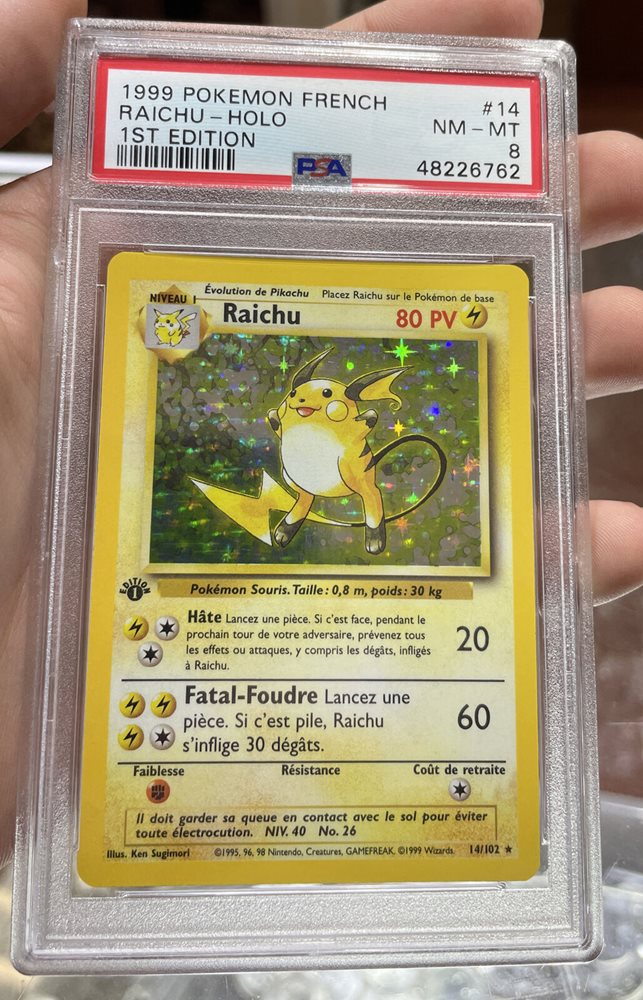 1999 POKEMON FRENCH #14
RAICHU - HOLO NM - MT
1ST EDITION 8
PSA 48226762
NIVEAU 1 Évolution de Pikachu Placez Raichu sur le Pokémon de base
Raichu 80 PV
EDITION 1
Pokémon Souris. Taille: 0,8 m, poids: 30 kg
Hâte Lancez une pièce. Si c'est face, pendant le
prochain tour de votre adversaire, prévenez tous
les effets ou attaques, y compris les dégâts, infligés
à Raichu.
20
Fatal-Foudre Lancez une
pièce. Si c'est pile, Raichu
s'inflige 30 dégâts.
60
Faiblesse Résistance Coût de retraite
Il doit garder sa queue en contact avec le sol pour éviter
toute électrocution. NIV. 40 No. 26
Illus. Ken Sugimori ©1995, 96, 98 Nintendo, Creatures, GAMEFREAK. ©1999 Wizards. 14/102 ★